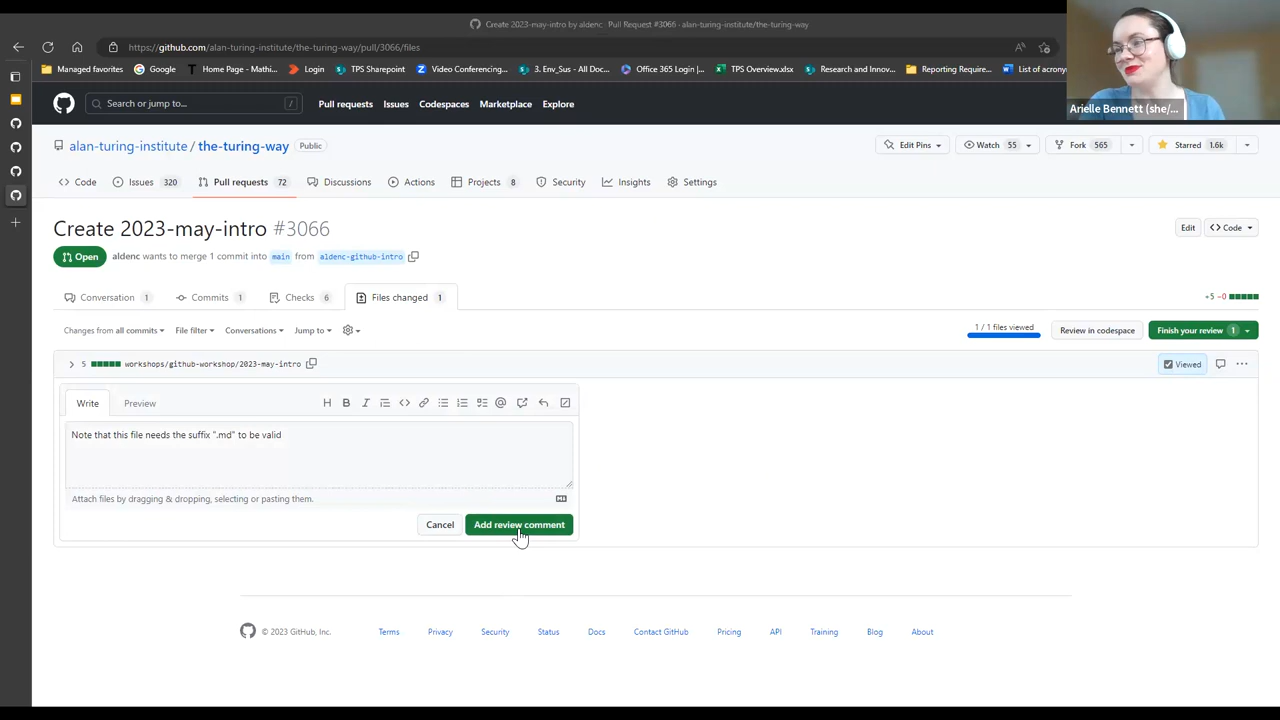 Create 2023-may-intro by aldenc · Pull Request #3066 · alan-turing-institute/the-turing-way
https://github.com/alan-turing-institute/the-turing-way/pull/3066/files
Managed favorites Google Home Page - Mathi... Login TPS Sharepoint Video Conferencing... 3. Env_Sus - All Doc... Office 365 Login |... TPS Overview.xlsx Research and Innov... Reporting Require... List of acrony
Arielle Bennett (she/...
Search or jump to... / Pull requests Issues Codespaces Marketplace Explore
alan-turing-institute / the-turing-way Public Edit Pins Watch 55 Fork 565 Starred 1.6k
Code Issues 320 Pull requests 72 Discussions Actions Projects 8 Security Insights Settings
Create 2023-may-intro #3066 Edit Code
Open aldenc wants to merge 1 commit into main from aldenc-github-intro
Conversation 1 Commits 1 Checks 6 Files changed 1 +5 −0
Changes from all commits File filter Conversations Jump to 1 / 1 files viewed Review in codespace Finish your review 1
5 workshops/github-workshop/2023-may-intro Viewed
Write Preview
Note that this file needs the suffix ".md" to be valid
Attach files by dragging & dropping, selecting or pasting them.
Cancel Add review comment
© 2023 GitHub, Inc. Terms Privacy Security Status Docs Contact GitHub Pricing API Training Blog About